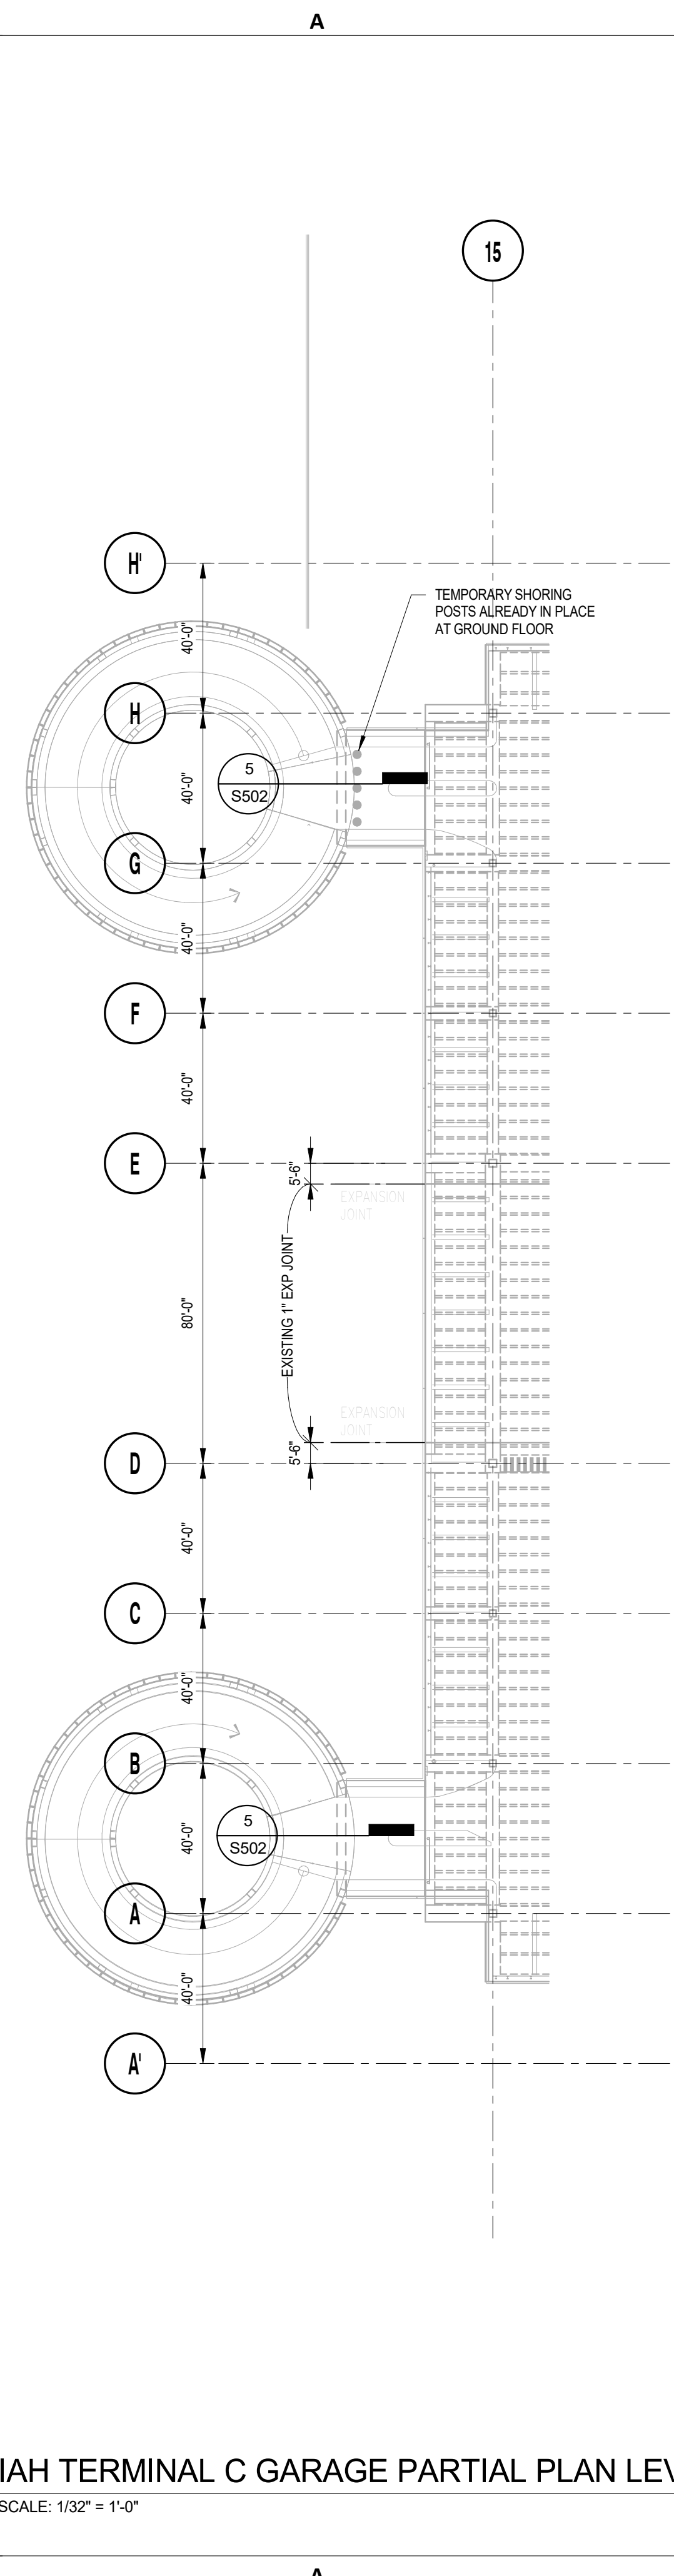 A
15
H'
TEMPORARY SHORING
POSTS ALREADY IN PLACE
AT GROUND FLOOR
40'-0"
H
5
S502
40'-0"
G
40'-0"
F
40'-0"
E
5'-6"
EXPANSION
JOINT
EXISTING 1" EXP JOINT
80'-0"
EXPANSION
JOINT
5'-6"
D
40'-0"
C
40'-0"
B
5
S502
40'-0"
A
40'-0"
A'
IAH TERMINAL C GARAGE PARTIAL PLAN LEV
SCALE: 1/32" = 1'-0"
A